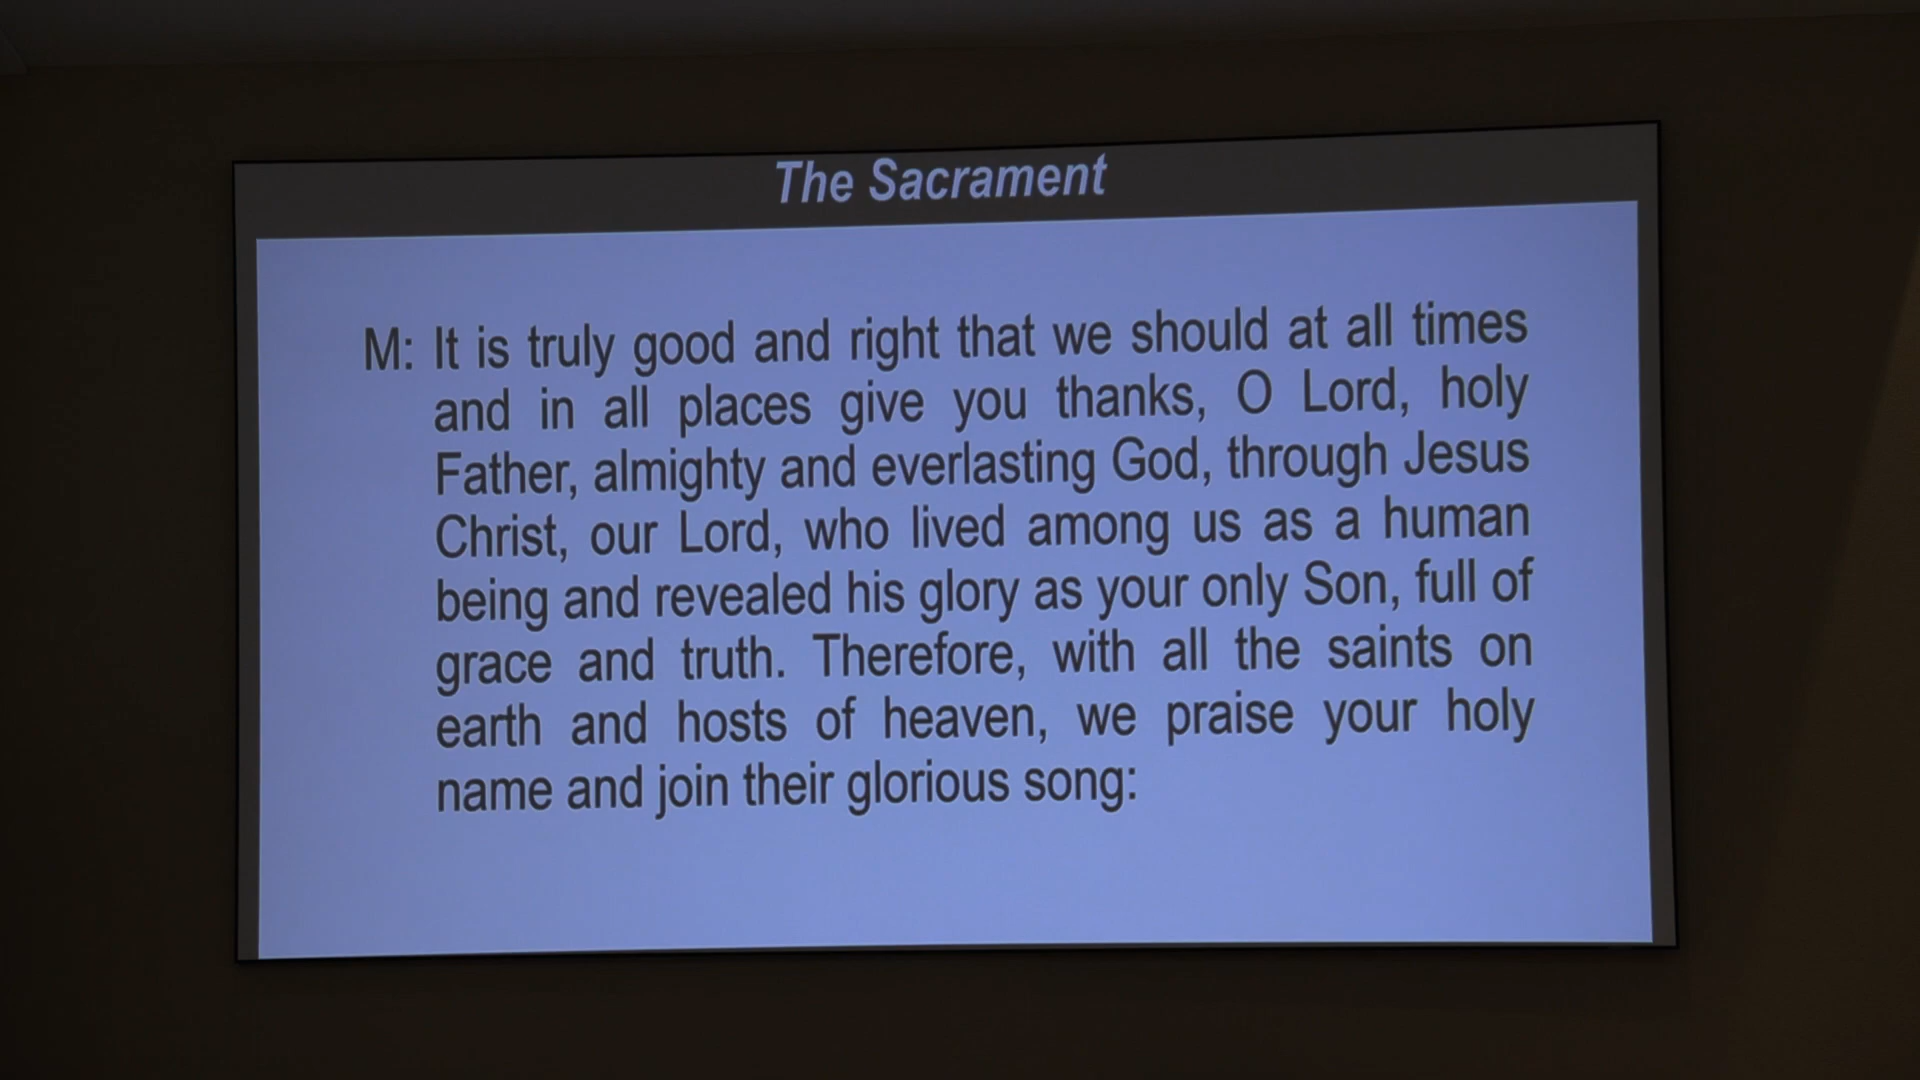 The Sacrament
M: It is truly good and right that we should at all times
and in all places give you thanks, O Lord, holy
Father, almighty and everlasting God, through Jesus
Christ, our Lord, who lived among us as a human
being and revealed his glory as your only Son, full of
grace and truth. Therefore, with all the saints on
earth and hosts of heaven, we praise your holy
name and join their glorious song: